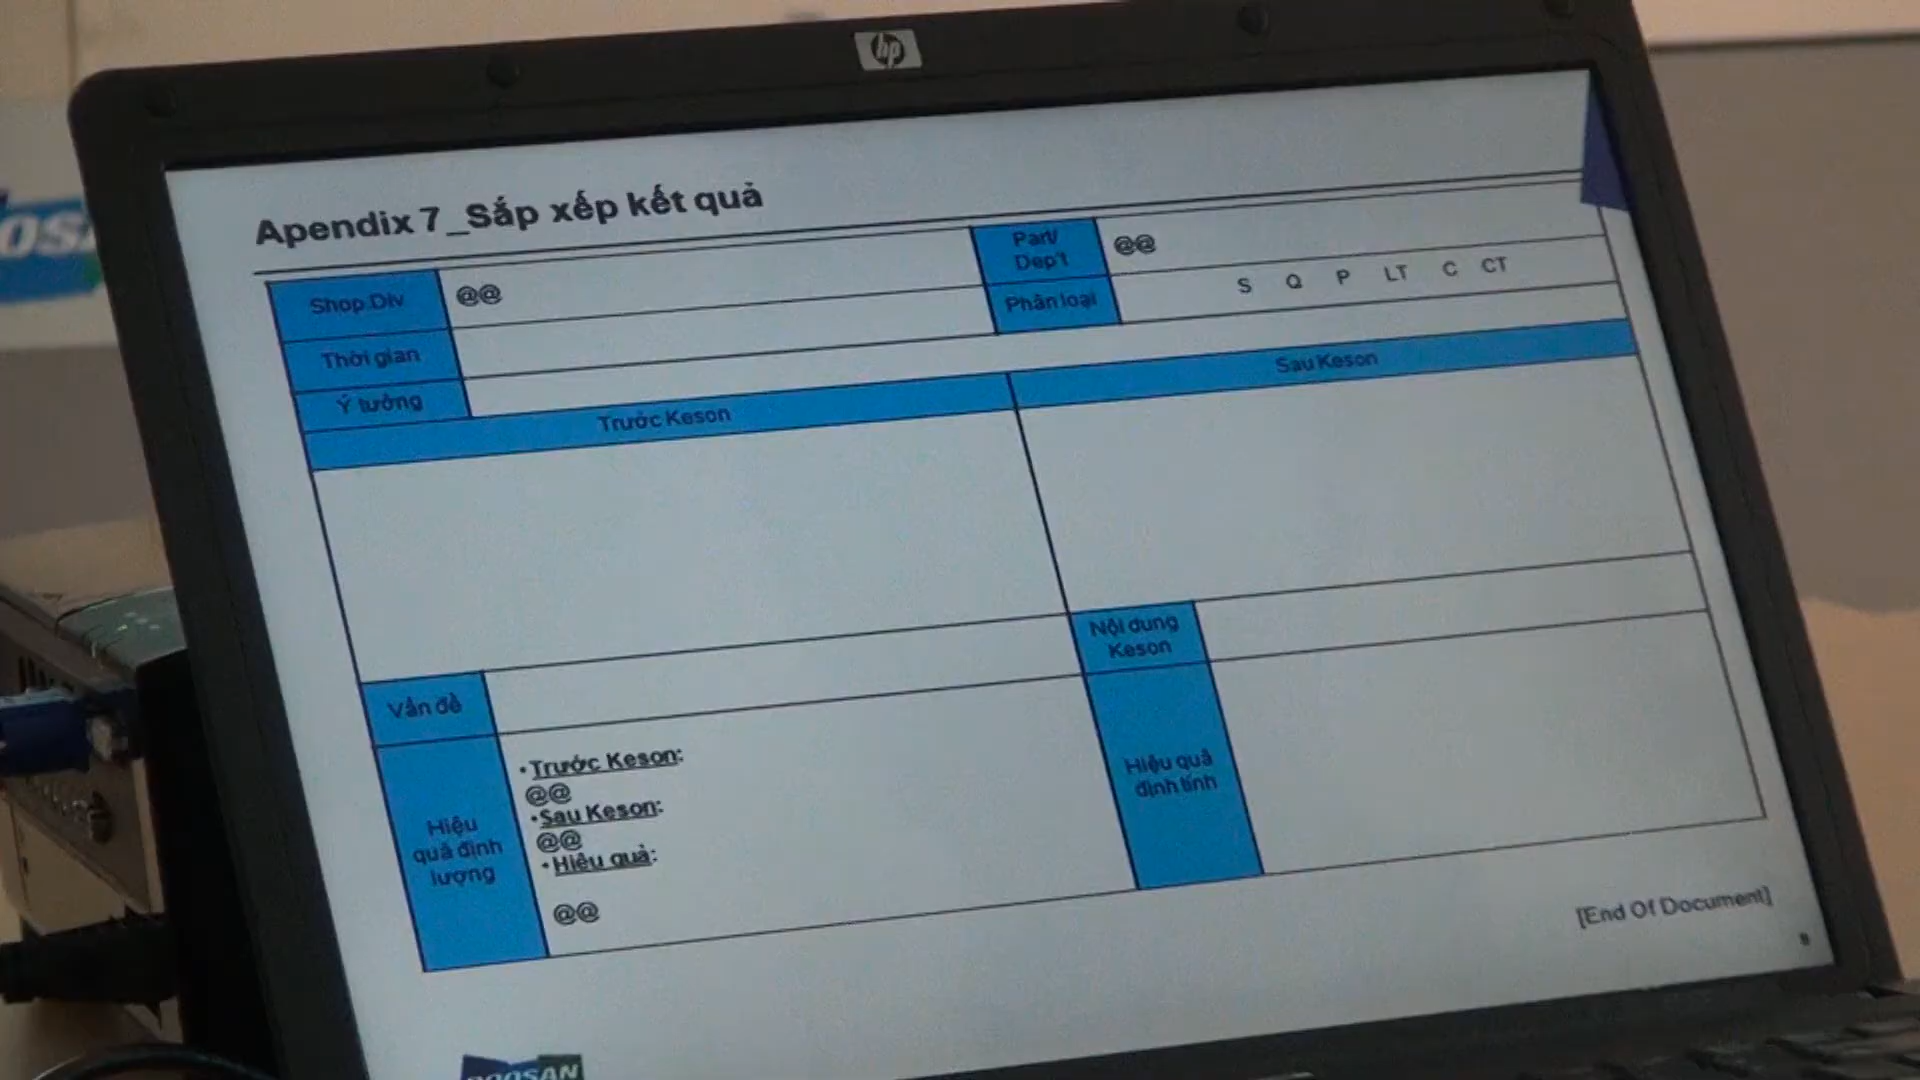 hp
Apendix 7_Sắp xếp kết quả
Shop.Div
@@
Part/
Dep't
@@
Thời gian
Phân loại
S Q P LT C CT
Ý tưởng
Trước Keson
Sau Keson
Vấn đề
Nội dung
Keson
Hiệu
quả định
lượng
•Trước Keson:
@@
•Sau Keson:
@@
•Hiệu quả:
@@
Hiệu quả
định tính
[End Of Document]
DOOSAN